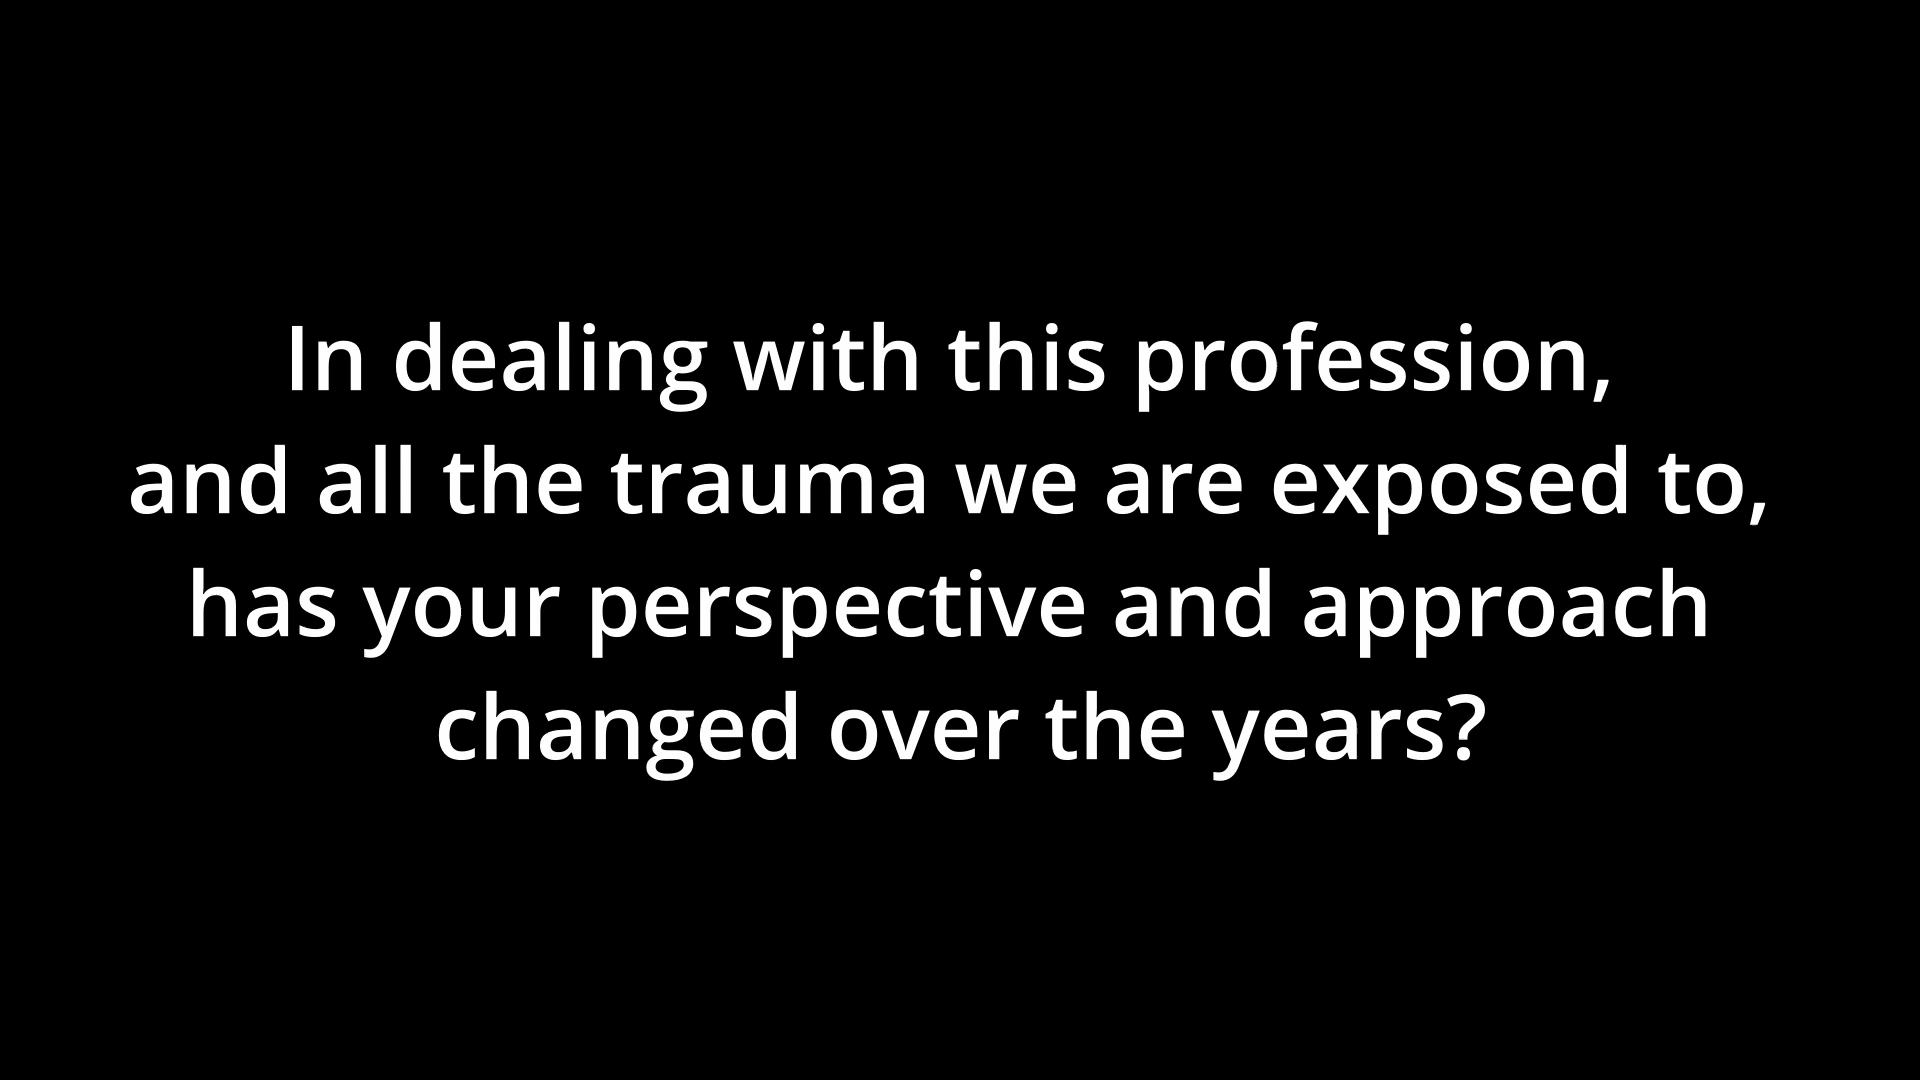 In dealing with this profession,
and all the trauma we are exposed to,
has your perspective and approach
changed over the years?